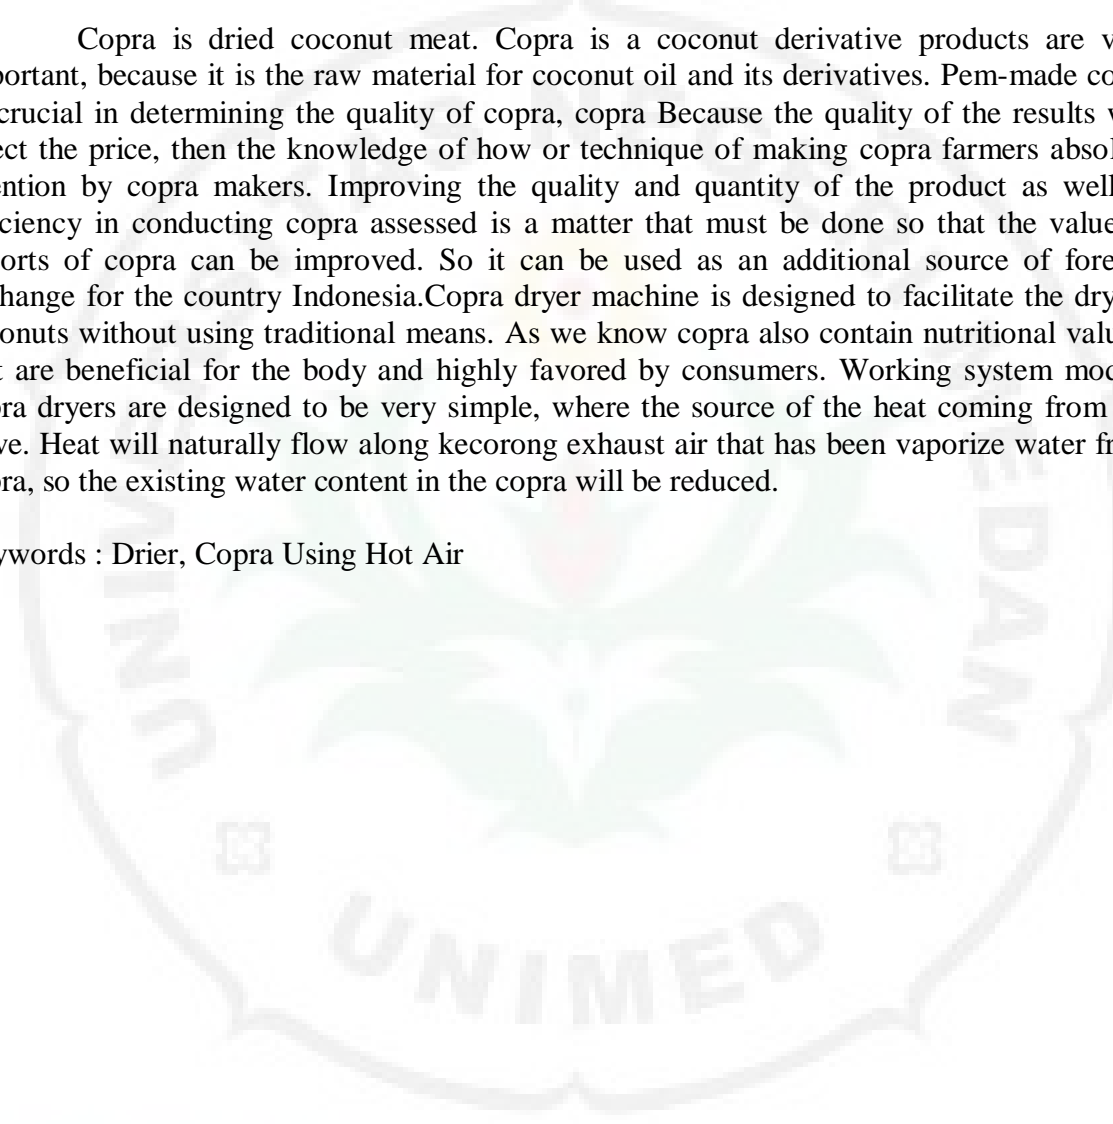 Copra is dried coconut meat. Copra is a coconut derivative products are v
portant, because it is the raw material for coconut oil and its derivatives. Pem-made co
crucial in determining the quality of copra, copra Because the quality of the results v
ect the price, then the knowledge of how or technique of making copra farmers absol
ention by copra makers. Improving the quality and quantity of the product as well
iciency in conducting copra assessed is a matter that must be done so that the value
orts of copra can be improved. So it can be used as an additional source of fore
change for the country Indonesia.Copra dryer machine is designed to facilitate the dry
onuts without using traditional means. As we know copra also contain nutritional valu
t are beneficial for the body and highly favored by consumers. Working system mod
pra dryers are designed to be very simple, where the source of the heat coming from
ve. Heat will naturally flow along kecorong exhaust air that has been vaporize water fr
pra, so the existing water content in the copra will be reduced.
ywords : Drier, Copra Using Hot Air
UNIVERSITAS NEGERI MEDAN
UNIMED